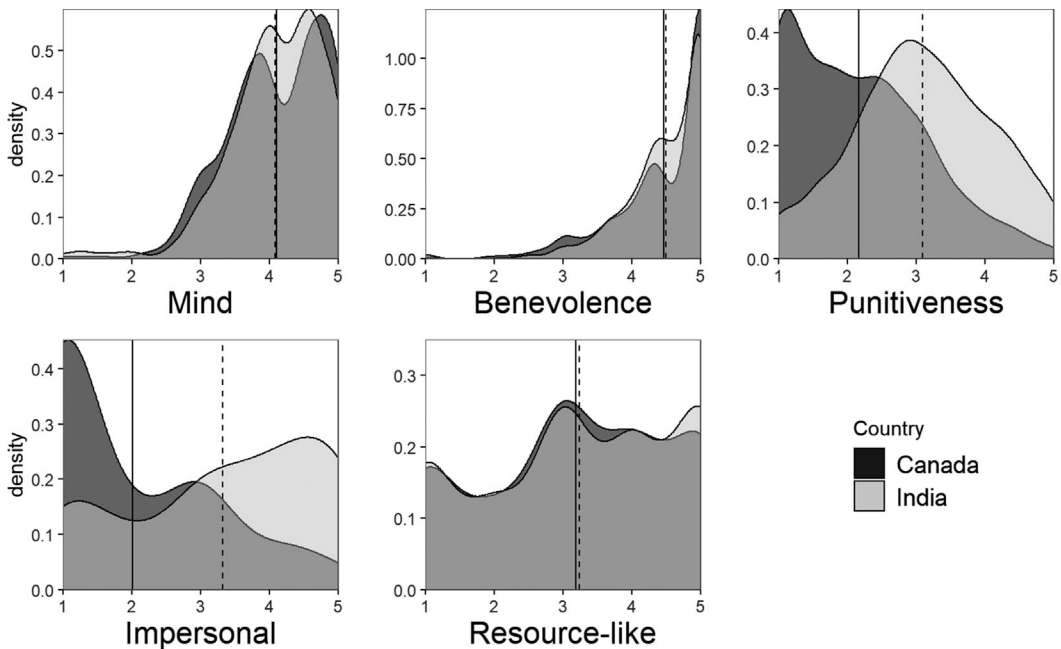 density
0.5
0.4
0.3
0.2
0.1
0.0
1 2 3 4 5
Mind
1.00
0.75
0.50
0.25
0.00
1 2 3 4 5
Benevolence
0.4
0.3
0.2
0.1
0.0
1 2 3 4 5
Punitiveness
density
0.4
0.3
0.2
0.1
0.0
1 2 3 4 5
Impersonal
0.3
0.2
0.1
0.0
1 2 3 4 5
Resource-like
Country
Canada
India